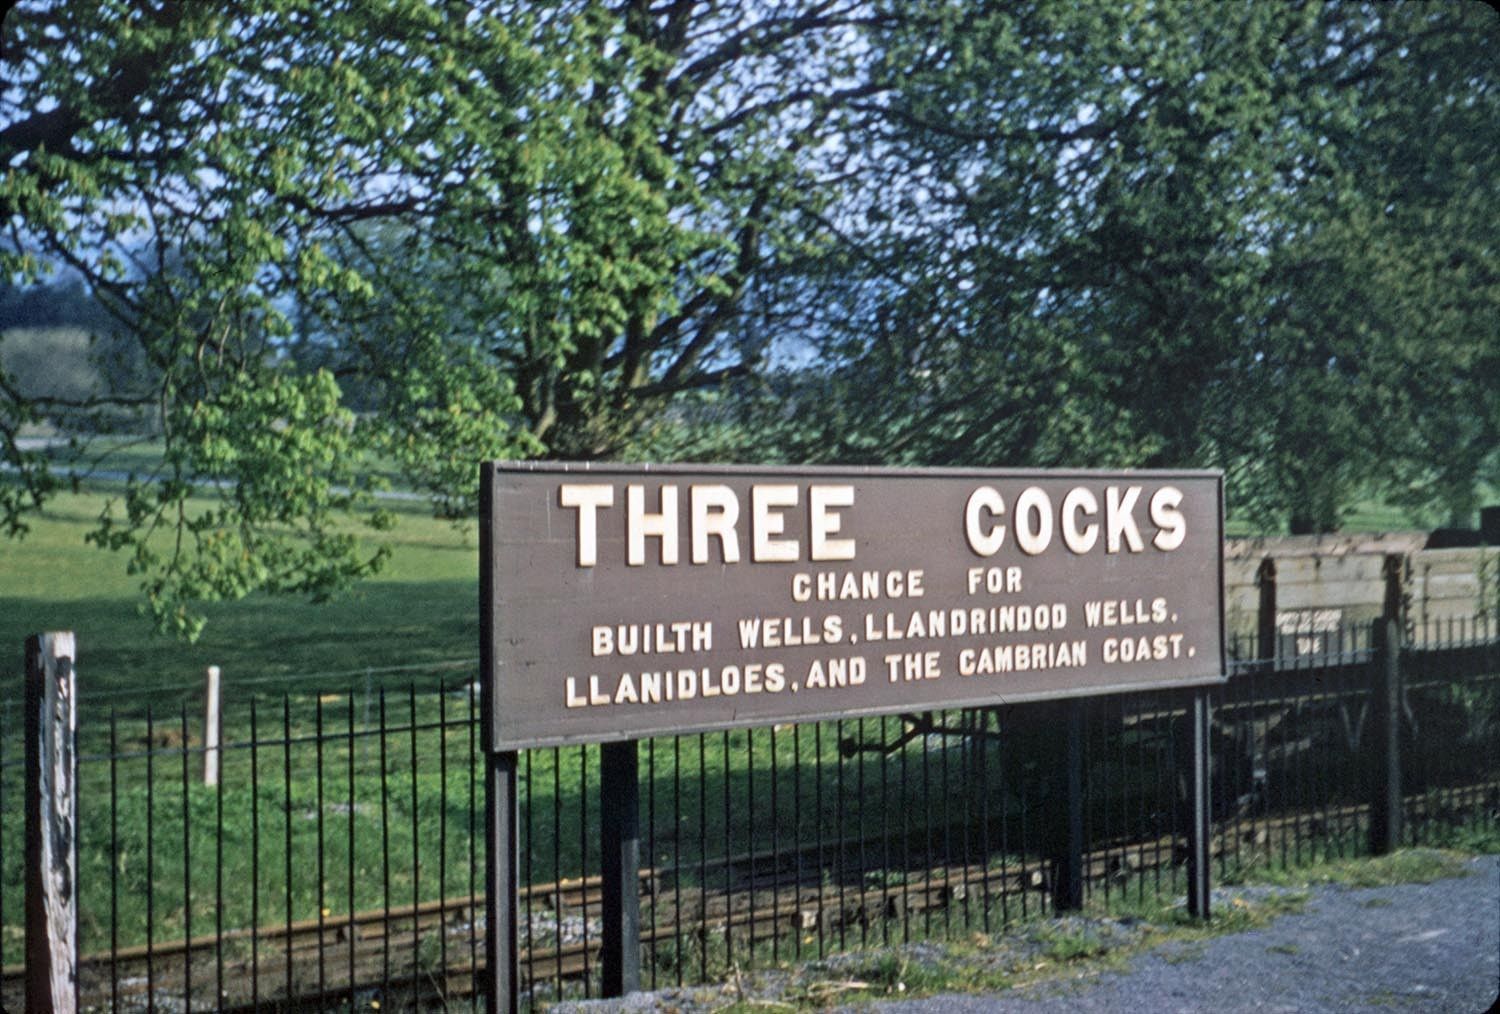 THREE COCKS
CHANCE FOR
BUILTH WELLS, LLANDRINDOD WELLS.
LLANIDLOES, AND THE CAMBRIAN COAST.